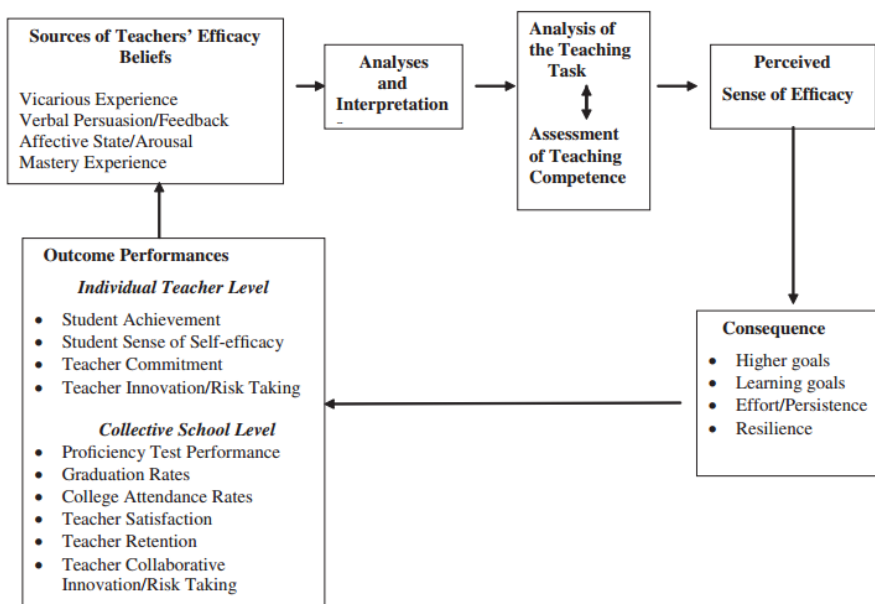 Sources of Teachers' Efficacy
Beliefs
Vicarious Experience
Verbal Persuasion/Feedback
Affective State/Arousal
Mastery Experience
Analyses
and
Interpretation
Analysis of
the Teaching
Task
Assessment
of Teaching
Competence
Perceived
Sense of Efficacy
Consequence
• Higher goals
• Learning goals
• Effort/Persistence
• Resilience
Outcome Performances
Individual Teacher Level
• Student Achievement
• Student Sense of Self-efficacy
• Teacher Commitment
• Teacher Innovation/Risk Taking
Collective School Level
• Proficiency Test Performance
• Graduation Rates
• College Attendance Rates
• Teacher Satisfaction
• Teacher Retention
• Teacher Collaborative
Innovation/Risk Taking